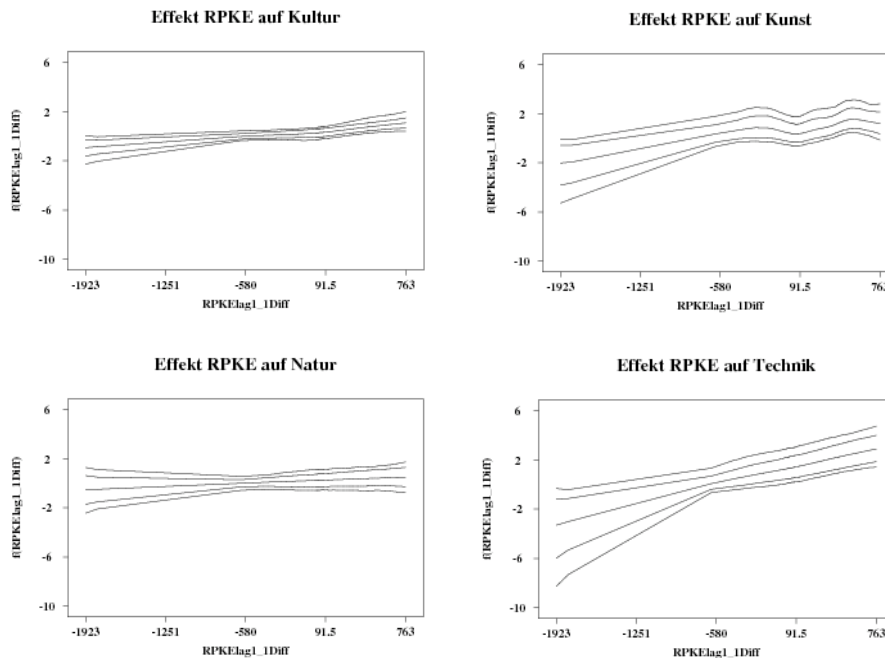 Effekt RPKE auf Kultur
6
2
-2
-6
-10
f(RPKElag1_1Diff)
-1923 -1251 -580 91.5 763
RPKElag1_1Diff
Effekt RPKE auf Kunst
6
2
-2
-6
-10
f(RPKElag1_1Diff)
-1923 -1251 -580 91.5 763
RPKElag1_1Diff
Effekt RPKE auf Natur
6
2
-2
-6
-10
f(RPKElag1_1Diff)
-1923 -1251 -580 91.5 763
RPKElag1_1Diff
Effekt RPKE auf Technik
6
2
-2
-6
-10
f(RPKElag1_1Diff)
-1923 -1251 -580 91.5 763
RPKElag1_1Diff